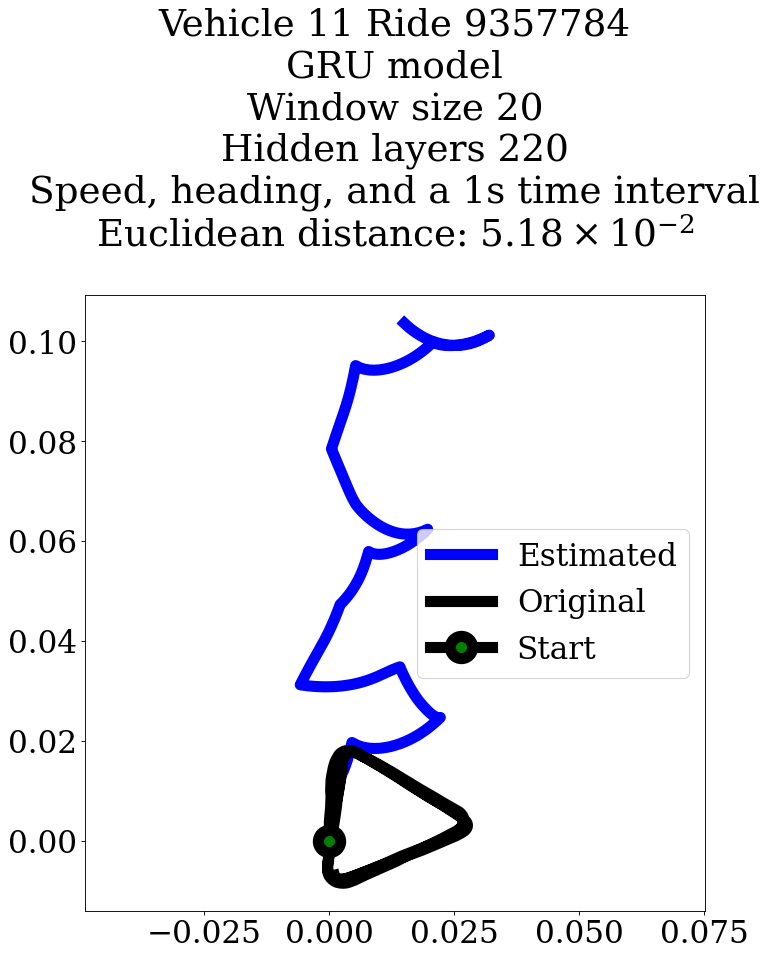 Vehicle 11 Ride 9357784
GRU model
Window size 20
Hidden layers 220
Speed, heading, and a 1s time interval
Euclidean distance: 5.18 × 10⁻²
0.10
0.08
0.06
0.04
0.02
0.00
Estimated
Original
Start
−0.025 0.000 0.025 0.050 0.075